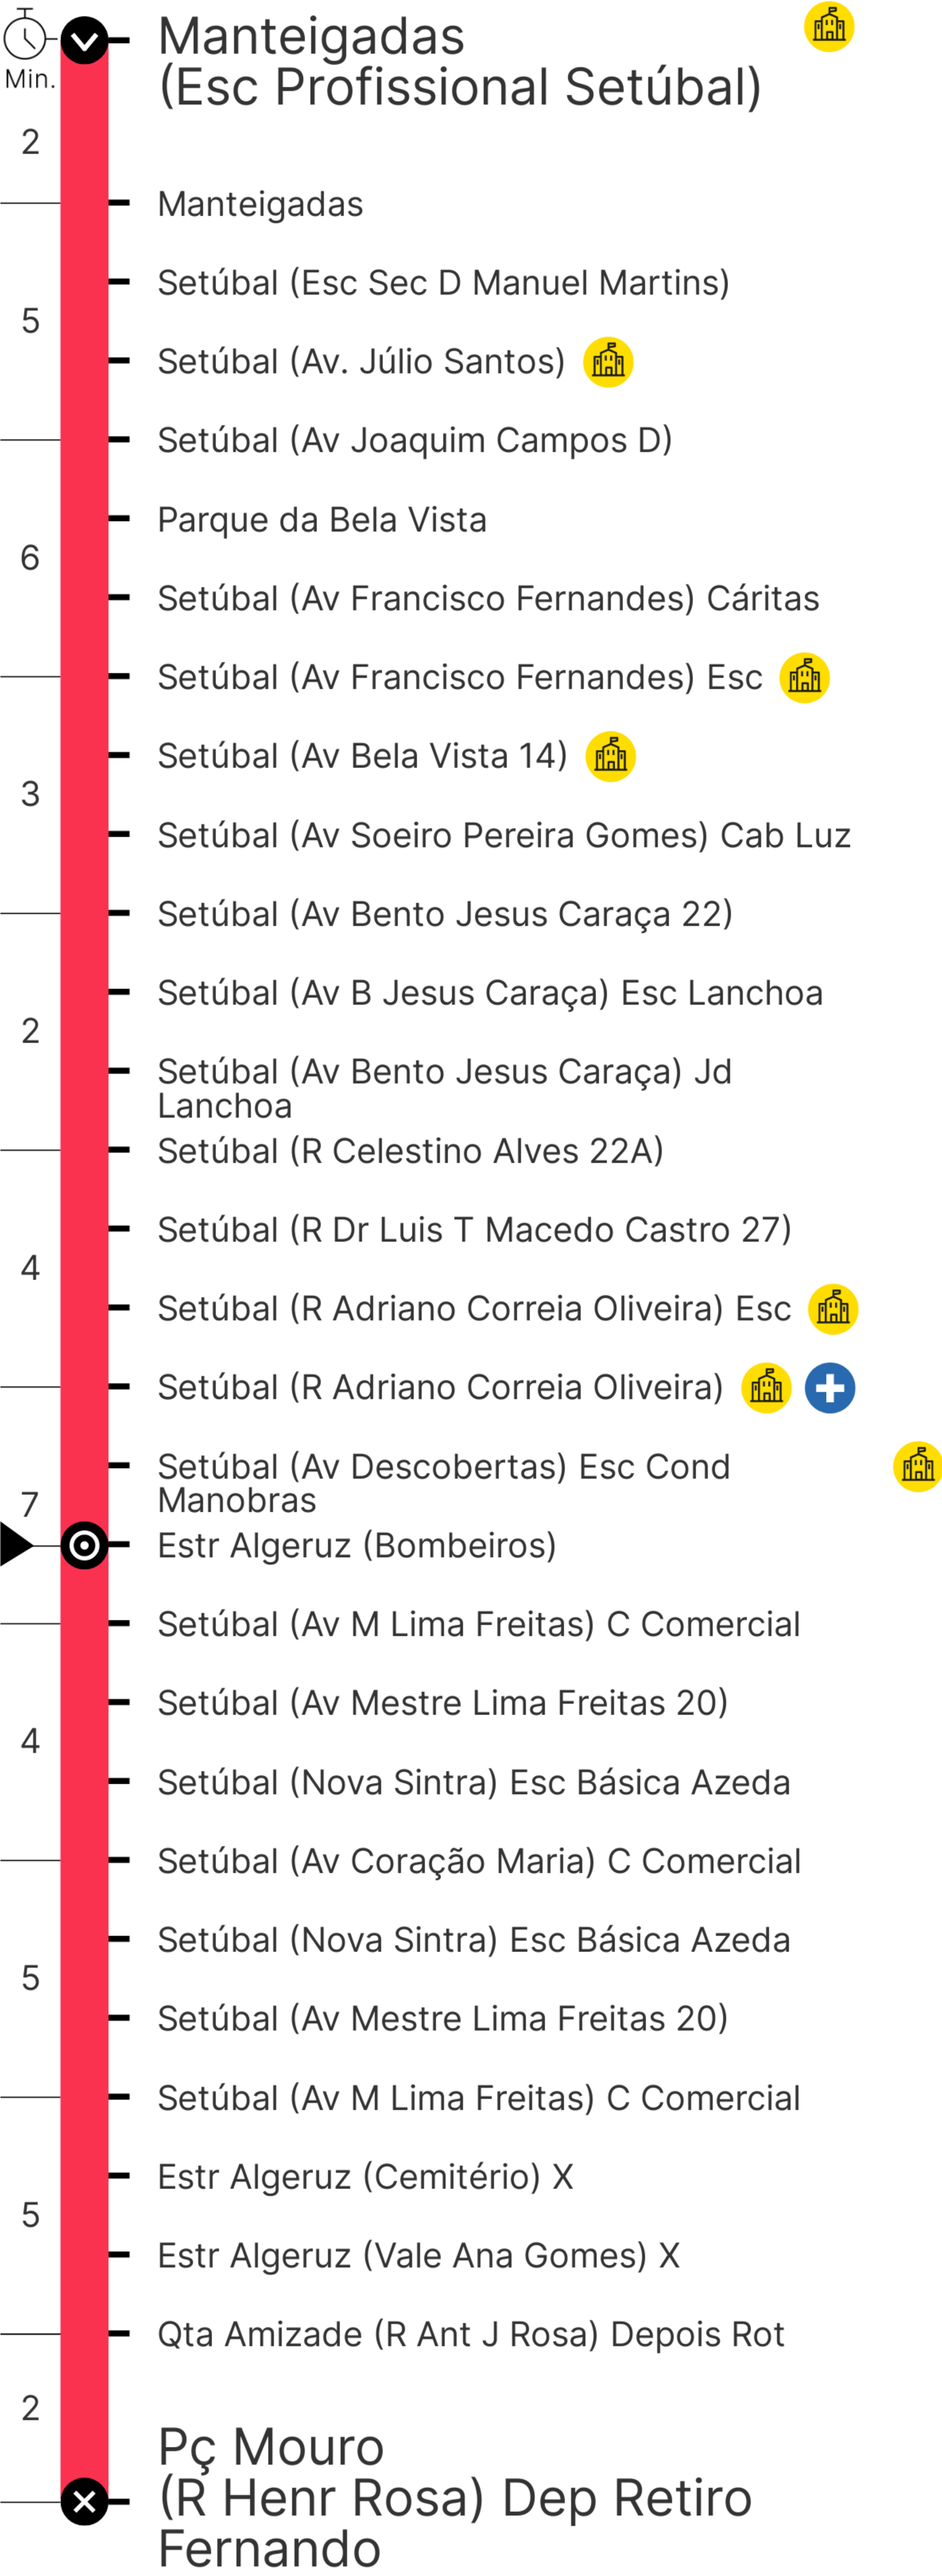 Manteigadas
(Esc Profissional Setúbal)
Min.
2
Manteigadas
Setúbal (Esc Sec D Manuel Martins)
5
Setúbal (Av. Júlio Santos)
Setúbal (Av Joaquim Campos D)
Parque da Bela Vista
6
Setúbal (Av Francisco Fernandes) Cáritas
Setúbal (Av Francisco Fernandes) Esc
Setúbal (Av Bela Vista 14)
3
Setúbal (Av Soeiro Pereira Gomes) Cab Luz
Setúbal (Av Bento Jesus Caraça 22)
Setúbal (Av B Jesus Caraça) Esc Lanchoa
2
Setúbal (Av Bento Jesus Caraça) Jd
Lanchoa
Setúbal (R Celestino Alves 22A)
Setúbal (R Dr Luis T Macedo Castro 27)
4
Setúbal (R Adriano Correia Oliveira) Esc
Setúbal (R Adriano Correia Oliveira)
Setúbal (Av Descobertas) Esc Cond
Manobras
7
Estr Algeruz (Bombeiros)
Setúbal (Av M Lima Freitas) C Comercial
Setúbal (Av Mestre Lima Freitas 20)
4
Setúbal (Nova Sintra) Esc Básica Azeda
Setúbal (Av Coração Maria) C Comercial
Setúbal (Nova Sintra) Esc Básica Azeda
5
Setúbal (Av Mestre Lima Freitas 20)
Setúbal (Av M Lima Freitas) C Comercial
Estr Algeruz (Cemitério) X
5
Estr Algeruz (Vale Ana Gomes) X
Qta Amizade (R Ant J Rosa) Depois Rot
2
Pç Mouro
(R Henr Rosa) Dep Retiro
Fernando